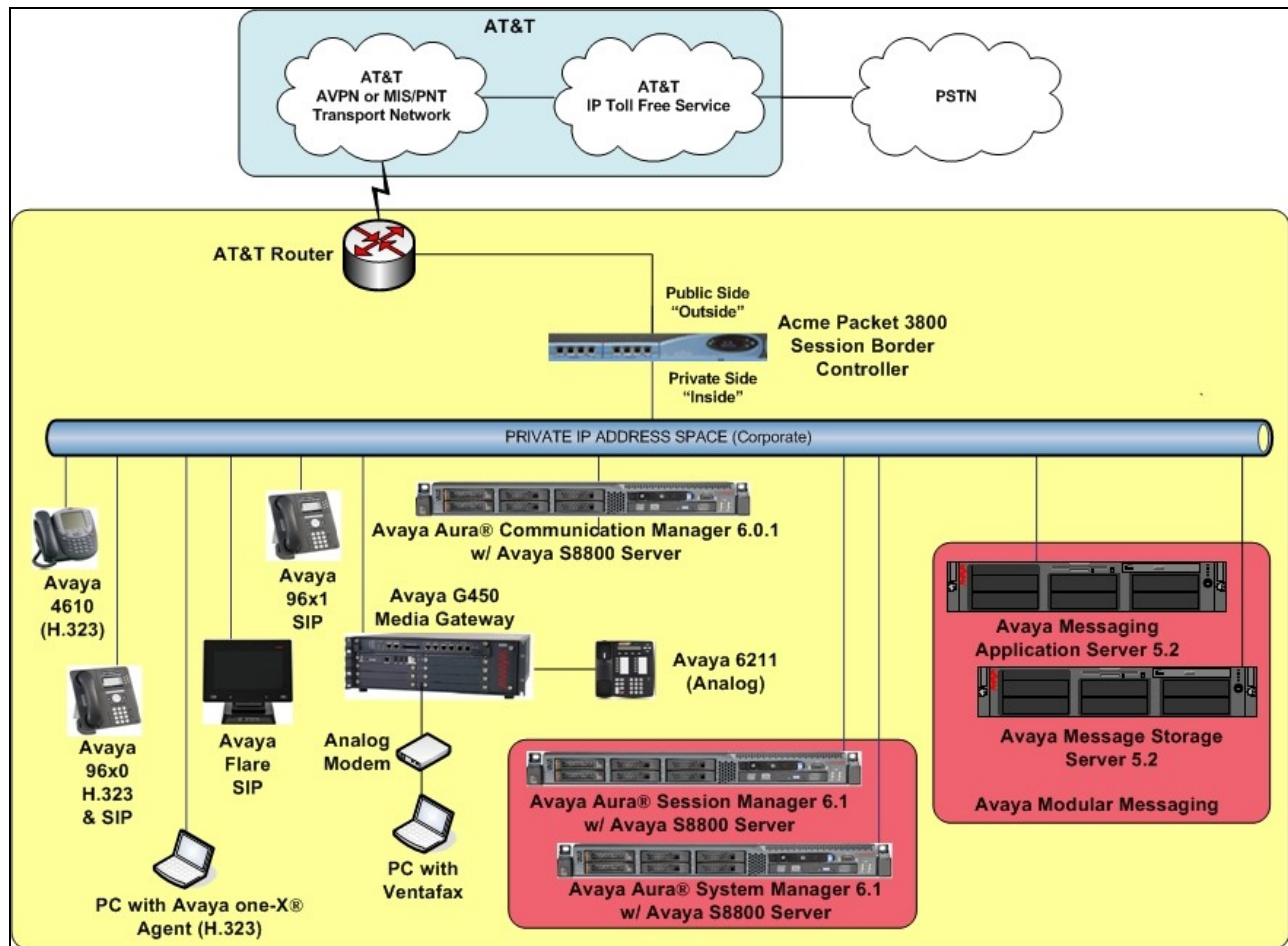 AT&T
AT&T
AVPN or MIS/PNT
Transport Network
AT&T
IP Toll Free Service
PSTN
AT&T Router
Public Side
“Outside”
Acme Packet 3800
Session Border
Controller
Private Side
“Inside”
PRIVATE IP ADDRESS SPACE (Corporate)
Avaya Aura® Communication Manager 6.0.1
w/ Avaya S8800 Server
Avaya
4610
(H.323)
Avaya
96x1
SIP
Avaya G450
Media Gateway
Avaya 6211
(Analog)
Avaya Messaging
Application Server 5.2
Avaya Message Storage
Server 5.2
Avaya Modular Messaging
Avaya
96x0
H.323
& SIP
Avaya
Flare
SIP
Analog
Modem
PC with
Ventafax
Avaya Aura® Session Manager 6.1
w/ Avaya S8800 Server
Avaya Aura® System Manager 6.1
w/ Avaya S8800 Server
PC with Avaya one-X®
Agent (H.323)